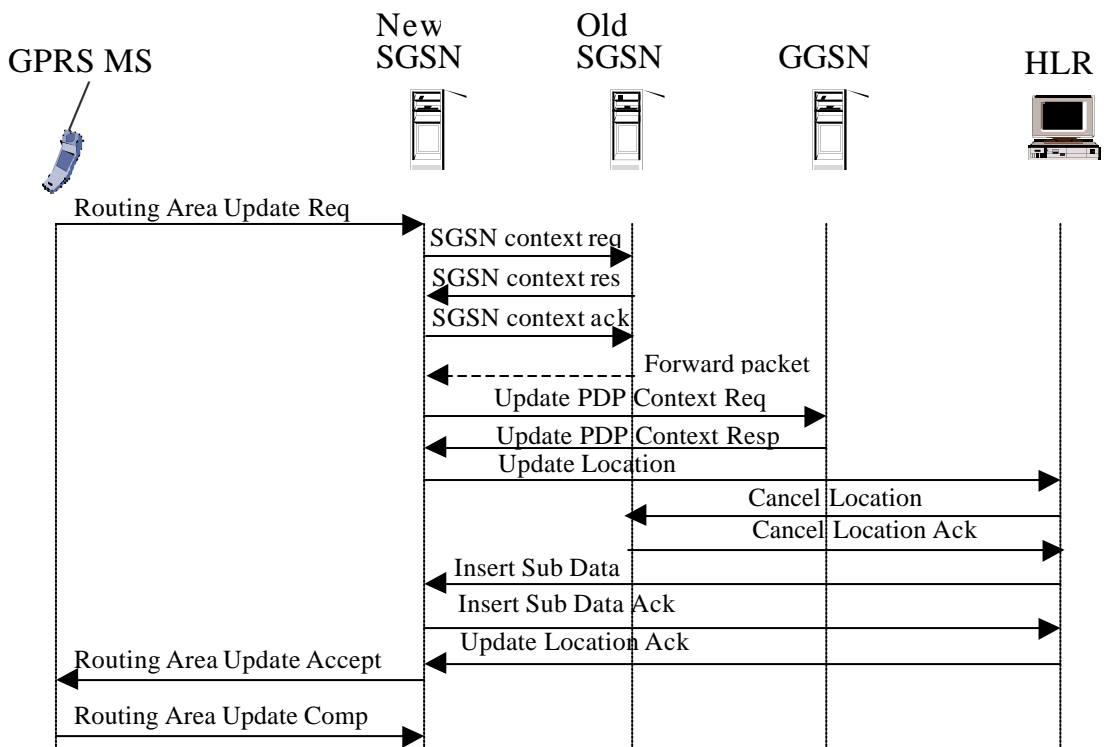 GPRS MS
New
SGSN
Old
SGSN
GGSN
HLR
Routing Area Update Req
SGSN context req
SGSN context res
SGSN context ack
Forward packet
Update PDP Context Req
Update PDP Context Resp
Update Location
Cancel Location
Cancel Location Ack
Insert Sub Data
Insert Sub Data Ack
Update Location Ack
Routing Area Update Accept
Routing Area Update Comp